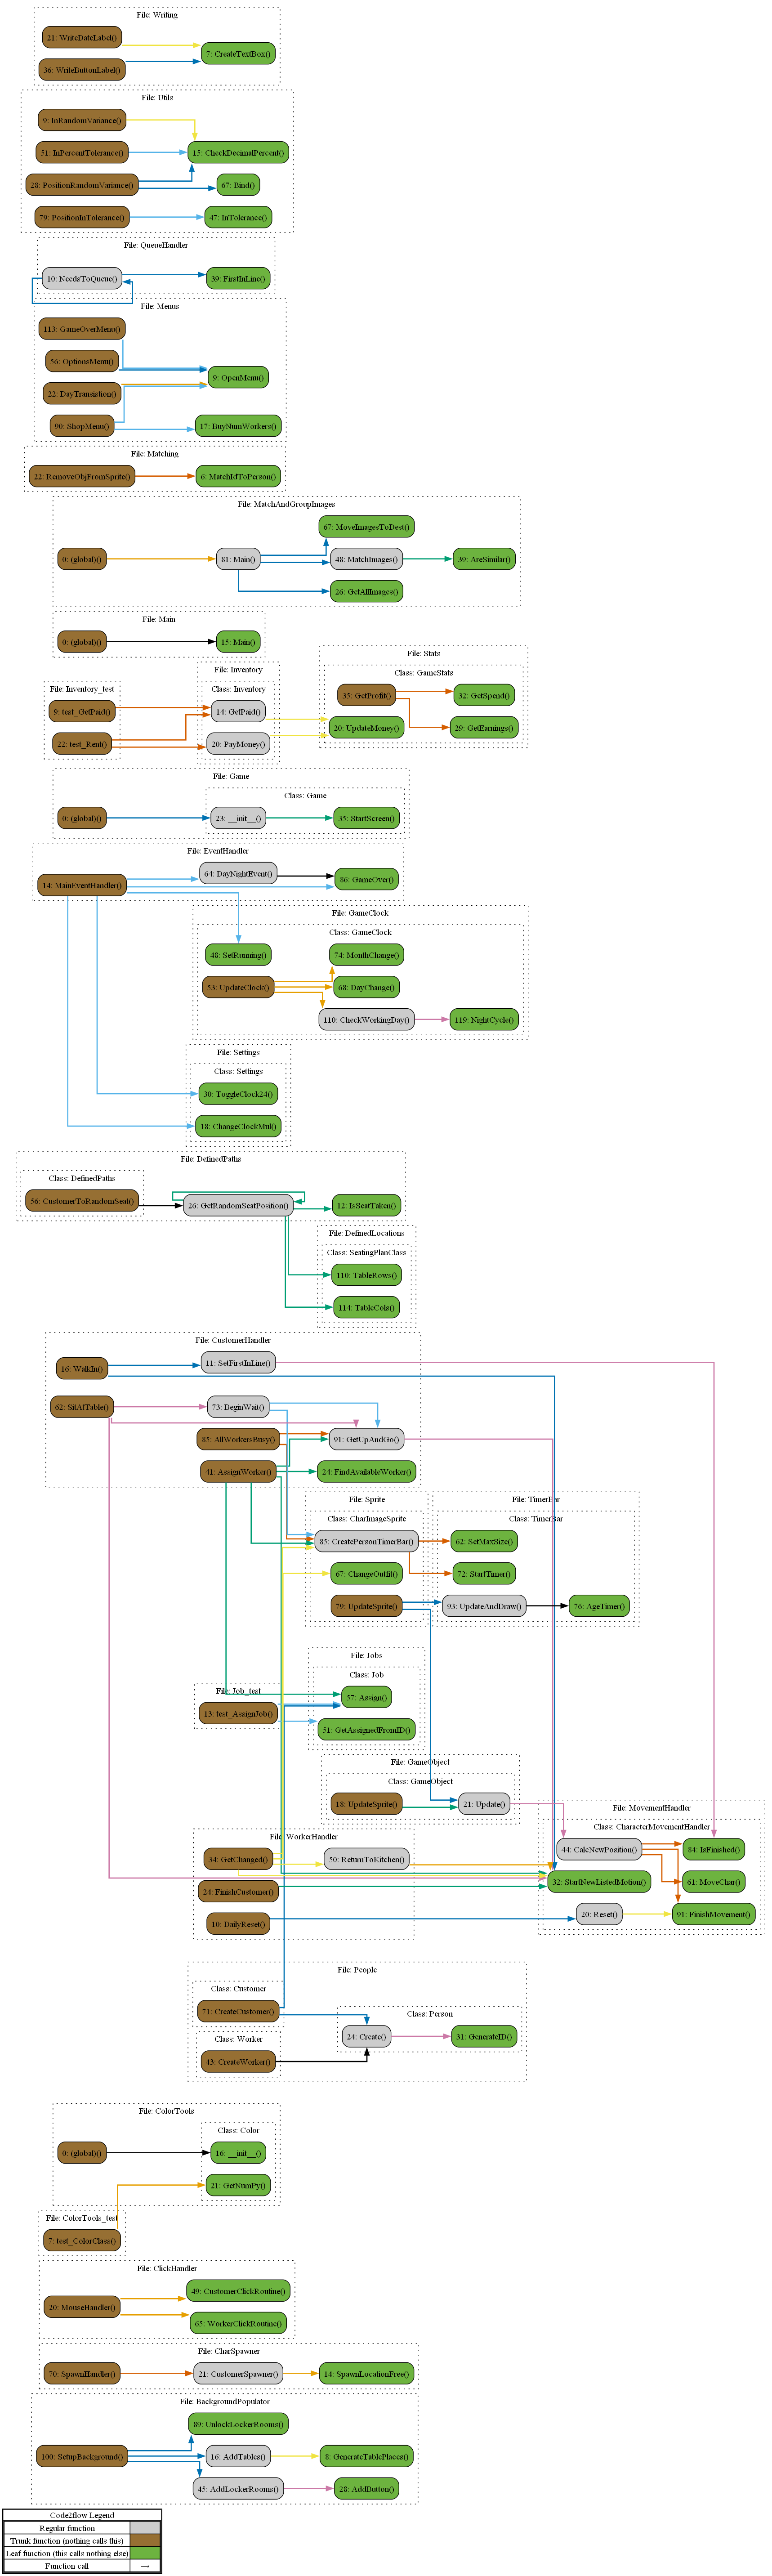 File: Writing
21: WriteDateLabel()
7: CreateTextBox()
36: WriteButtonLabel()
File: Utils
9: InRandomVariance()
51: InPercentTolerance()
15: CheckDecimalPercent()
28: PositionRandomVariance()
67: Bind()
79: PositionInTolerance()
47: InTolerance()
File: QueueHandler
10: NeedsToQueue()
39: FirstInLine()
File: Menus
113: GameOverMenu()
56: OptionsMenu()
9: OpenMenu()
22: DayTransistion()
90: ShopMenu()
17: BuyNumWorkers()
File: Matching
22: RemoveObjFromSprite()
6: MatchIdToPerson()
File: MatchAndGroupImages
67: MoveImagesToDest()
0: (global)()
81: Main()
48: MatchImages()
39: AreSimilar()
26: GetAllImages()
File: Main
0: (global)()
15: Main()
File: Stats
File: Inventory_test
File: Inventory
Class: GameStats
Class: Inventory
35: GetProfit()
32: GetSpend()
9: test_GetPaid()
14: GetPaid()
20: UpdateMoney()
29: GetEarnings()
22: test_Rent()
20: PayMoney()
File: Game
Class: Game
0: (global)()
23: __init__()
35: StartScreen()
File: EventHandler
64: DayNightEvent()
14: MainEventHandler()
86: GameOver()
File: GameClock
Class: GameClock
48: SetRunning()
74: MonthChange()
53: UpdateClock()
68: DayChange()
110: CheckWorkingDay()
119: NightCycle()
File: Settings
Class: Settings
30: ToggleClock24()
18: ChangeClockMul()
File: DefinedPaths
Class: DefinedPaths
56: CustomerToRandomSeat()
26: GetRandomSeatPosition()
12: IsSeatTaken()
File: DefinedLocations
Class: SeatingPlanClass
110: TableRows()
114: TableCols()
File: CustomerHandler
16: WalkIn()
11: SetFirstInLine()
62: SitAtTable()
73: BeginWait()
85: AllWorkersBusy()
91: GetUpAndGo()
41: AssignWorker()
24: FindAvailableWorker()
File: Sprite
File: TimerBar
Class: CharImageSprite
Class: TimerBar
85: CreatePersonTimerBar()
62: SetMaxSize()
67: ChangeOutfit()
72: StartTimer()
79: UpdateSprite()
93: UpdateAndDraw()
76: AgeTimer()
File: Jobs
Class: Job
File: Job_test
57: Assign()
13: test_AssignJob()
51: GetAssignedFromID()
File: GameObject
Class: GameObject
18: UpdateSprite()
21: Update()
File: MovementHandler
Class: CharacterMovementHandler
File: WorkerHandler
44: CalcNewPosition()
84: IsFinished()
34: GetChanged()
50: ReturnToKitchen()
32: StartNewListedMotion()
61: MoveChar()
24: FinishCustomer()
10: DailyReset()
20: Reset()
91: FinishMovement()
File: People
Class: Customer
71: CreateCustomer()
Class: Person
24: Create()
31: GenerateID()
Class: Worker
43: CreateWorker()
File: ColorTools
Class: Color
0: (global)()
16: __init__()
21: GetNumPy()
File: ColorTools_test
7: test_ColorClass()
File: ClickHandler
49: CustomerClickRoutine()
20: MouseHandler()
65: WorkerClickRoutine()
File: CharSpawner
70: SpawnHandler()
21: CustomerSpawner()
14: SpawnLocationFree()
File: BackgroundPopulator
89: UnlockLockerRooms()
100: SetupBackground()
16: AddTables()
8: GenerateTablePlaces()
45: AddLockerRooms()
28: AddButton()
Code2flow Legend
Regular function
Trunk function (nothing calls this)
Leaf function (this calls nothing else)
Function call →